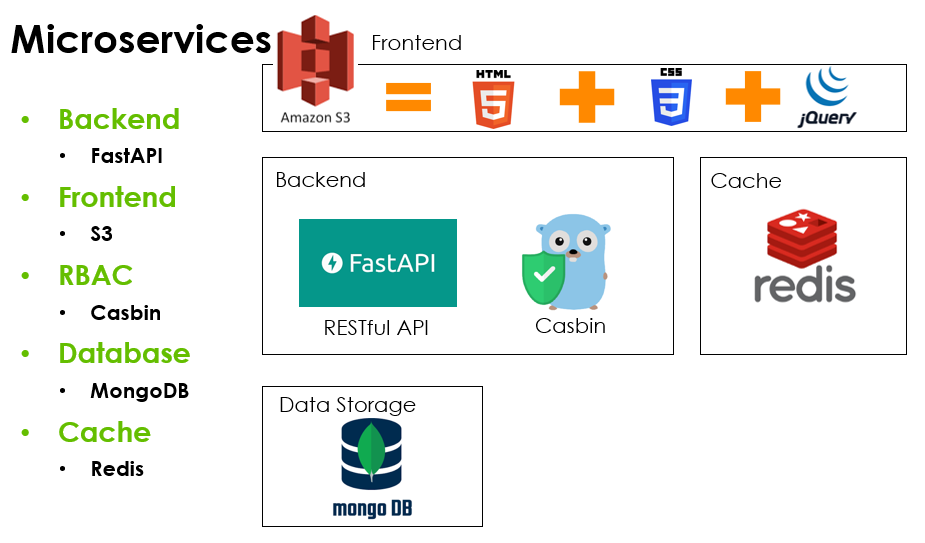 Microservices
• Backend
• FastAPI
• Frontend
• S3
• RBAC
• Casbin
• Database
• MongoDB
• Cache
• Redis
Frontend
Amazon S3
HTML
5
CSS
3
jQuery
Backend
FastAPI
RESTful API
Casbin
Cache
redis
Data Storage
mongo DB